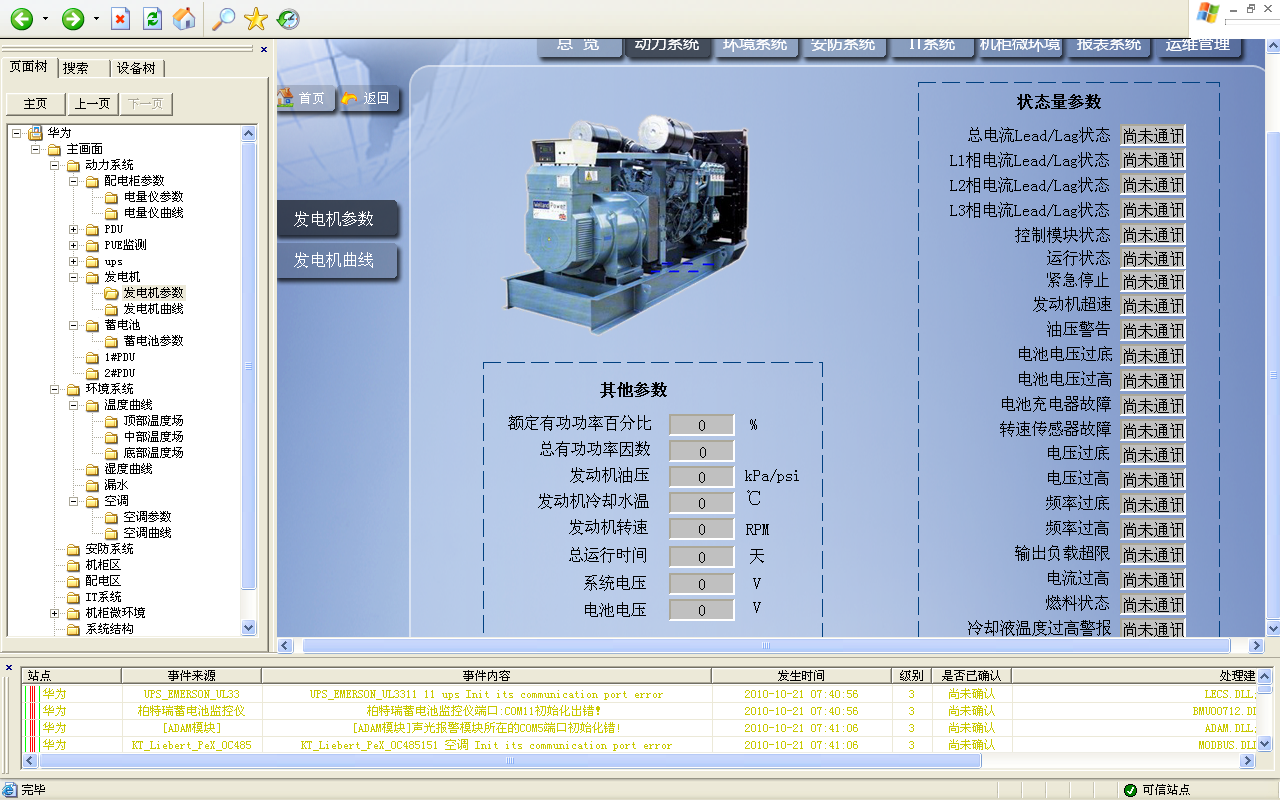 总 览 动力系统 环境系统 安防系统 IT系统 机柜微环境 报表系统 运维管理
页面树 搜索 设备树
主页 上一页 下一页
首页 返回
华为
主画面
动力系统
配电柜参数
电量仪参数
电量仪曲线
PDU
PUE监测
ups
发电机
发电机参数
发电机曲线
蓄电池
蓄电池参数
1#PDU
2#PDU
环境系统
温度曲线
顶部温度场
中部温度场
底部温度场
湿度曲线
漏水
空调
空调参数
空调曲线
安防系统
机柜区
配电区
IT系统
机柜微环境
系统结构
发电机参数
发电机曲线
其他参数
额定有功功率百分比 0 %
总有功功率因数 0
发动机油压 0 kPa/psi
发动机冷却水温 0 ℃
发动机转速 0 RPM
总运行时间 0 天
系统电压 0 V
电池电压 0 V
状态量参数
总电流Lead/Lag状态 尚未通讯
L1相电流Lead/Lag状态 尚未通讯
L2相电流Lead/Lag状态 尚未通讯
L3相电流Lead/Lag状态 尚未通讯
控制模块状态 尚未通讯
运行状态 尚未通讯
紧急停止 尚未通讯
发动机超速 尚未通讯
油压警告 尚未通讯
电池电压过底 尚未通讯
电池电压过高 尚未通讯
电池充电器故障 尚未通讯
转速传感器故障 尚未通讯
电压过底 尚未通讯
电压过高 尚未通讯
频率过底 尚未通讯
频率过高 尚未通讯
输出负载超限 尚未通讯
电流过高 尚未通讯
燃料状态 尚未通讯
冷却液温度过高警报 尚未通讯
站点 事件来源 事件内容 发生时间 级别 是否已确认 处理建
华为 UPS_EMERSON_UL33 UPS_EMERSON_UL3311 11 ups Init its communication port error 2010-10-21 07:40:56 3 尚未确认 LECS.DLL;
华为 柏特瑞蓄电池监控仪 柏特瑞蓄电池监控仪端口:COM11初始化出错! 2010-10-21 07:40:56 3 尚未确认 BMU00712.DI
华为 [ADAM模块] [ADAM模块]声光报警模块所在的COM5端口初始化错! 2010-10-21 07:41:06 3 尚未确认 ADAM.DLL;
华为 KT_Liebert_PeX_OC485 KT_Liebert_PeX_OC485151 空调 Init its communication port error 2010-10-21 07:41:06 3 尚未确认 MODBUS.DLI
完毕 可信站点